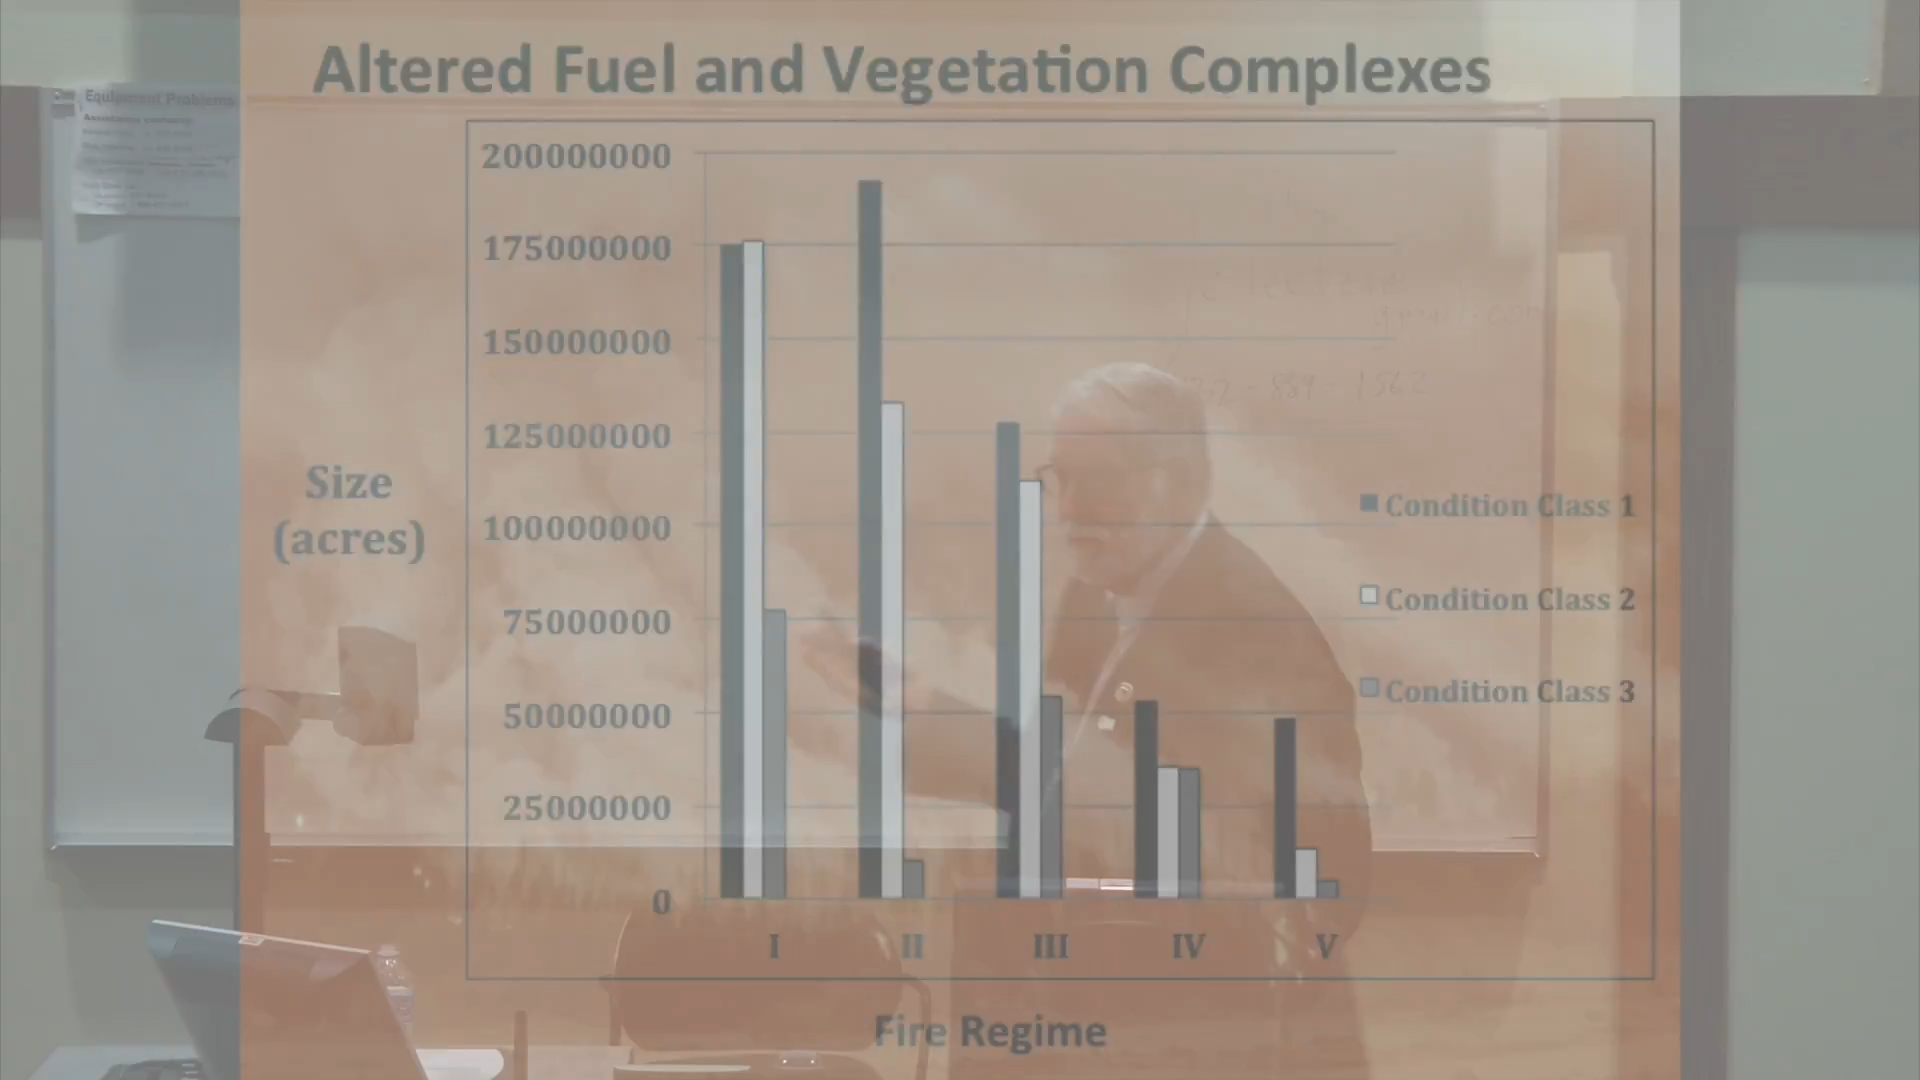 Altered Fuel and Vegetation Complexes
Equipment Problems
200000000
175000000
150000000
125000000
100000000
75000000
50000000
25000000
0
Size
(acres)
Condition Class 1
Condition Class 2
Condition Class 3
I II III IV V
Fire Regime